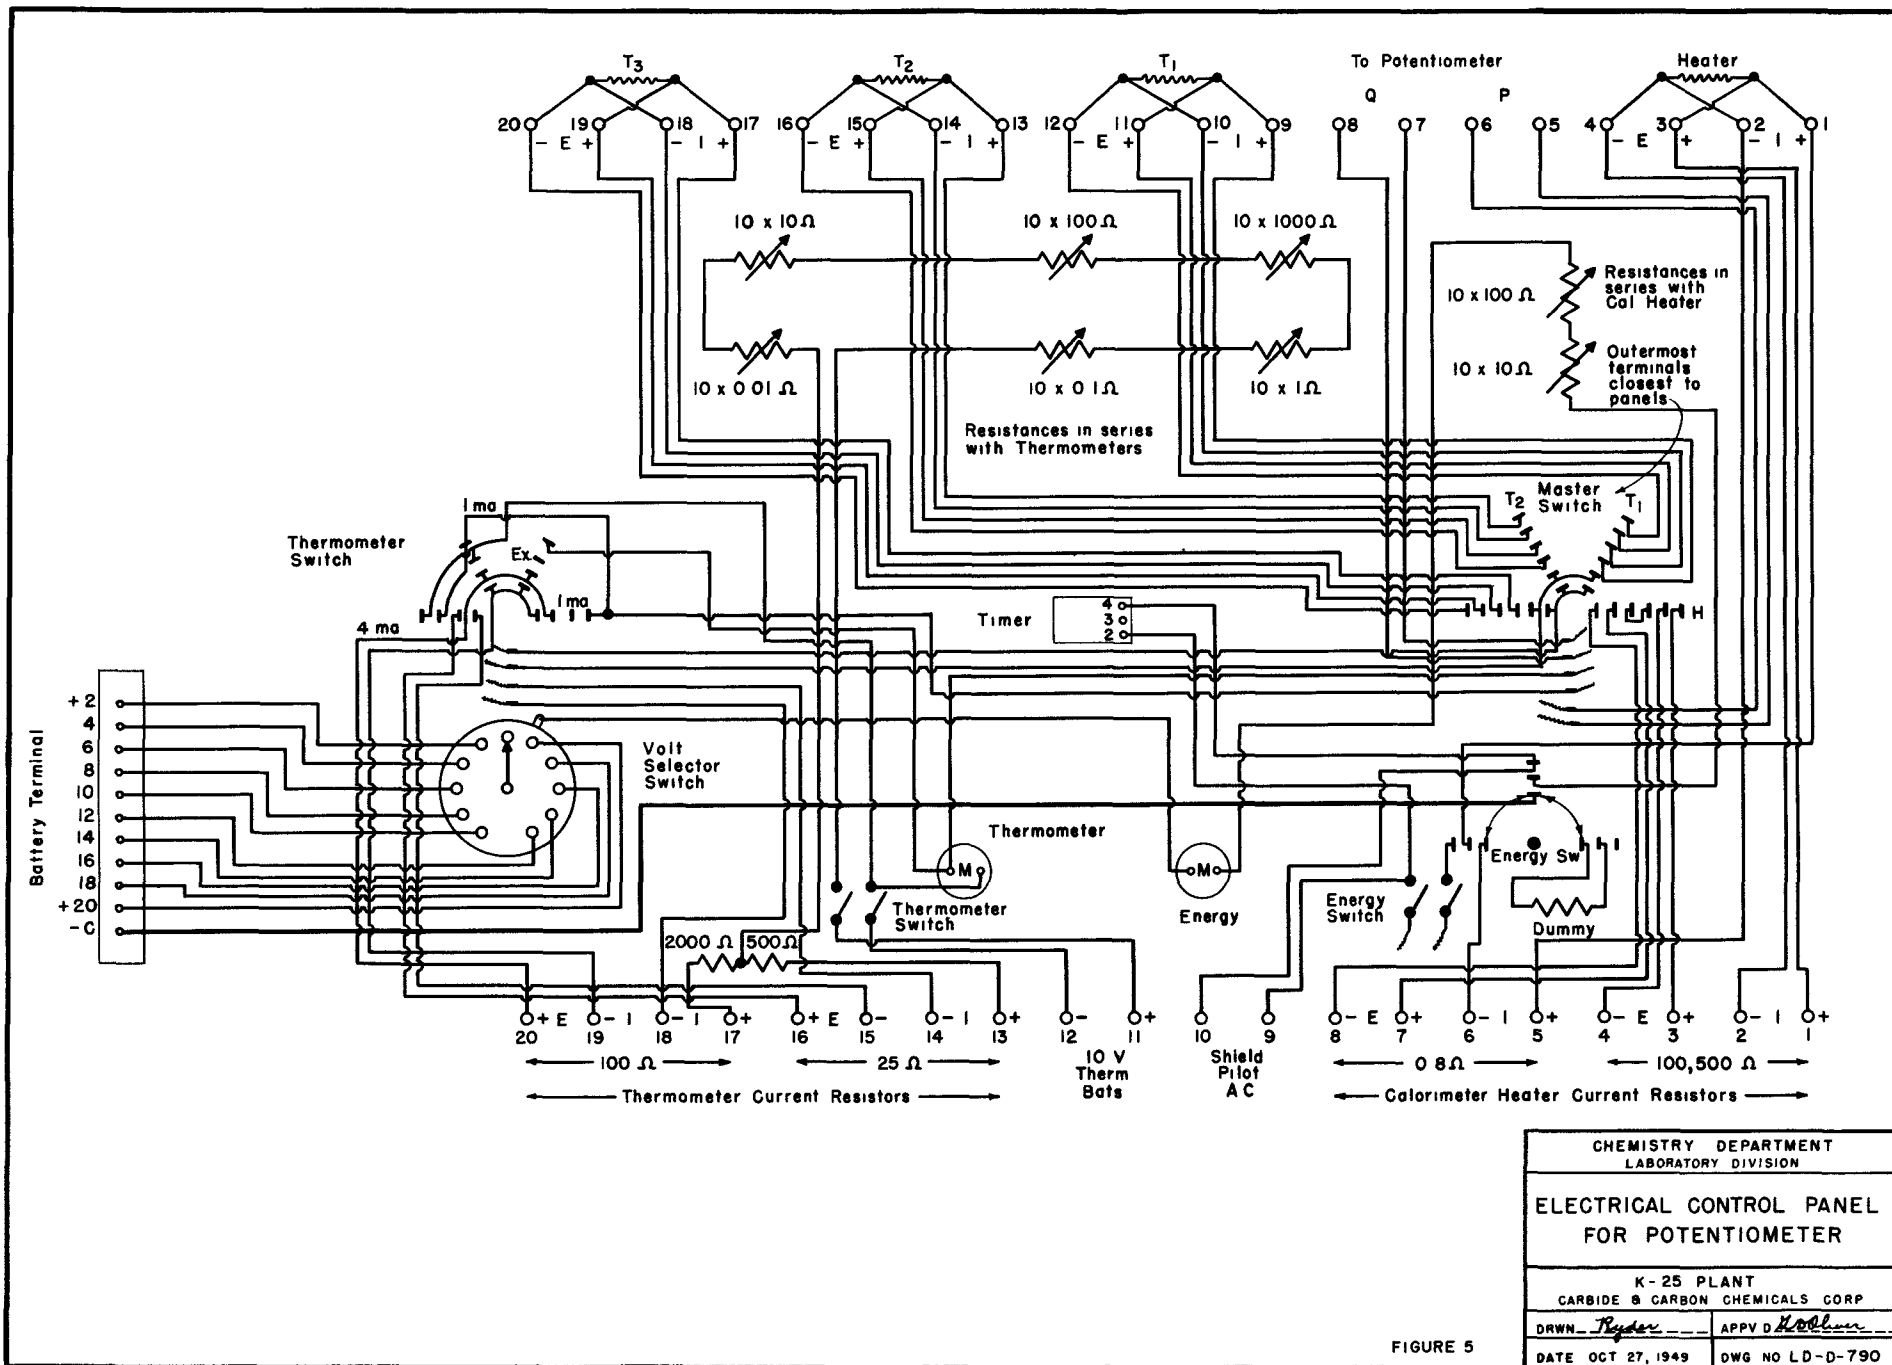 T3
T2
T1
To Potentiometer
Heater
Q P
20 19 18 17 16 15 14 13 12 11 10 9 8 7 6 5 4 3 2 1
- E + - I + - E + - I + - E + - I + - E + - I +
10 x 10Ω
10 x 100Ω
10 x 1000Ω
10 x 0 01 Ω
10 x 0 1Ω
10 x 1Ω
Resistances in series
with Thermometers
10 x 100 Ω
Resistances in
series with
Cal Heater
10 x 10Ω
Outermost
terminals
closest to
panels
T2
Master
Switch
T1
H
1 ma
Thermometer
Switch
Ex.
1 ma
4 ma
Timer
4
3
2
Battery Terminal
+ 2
4
6
8
10
12
14
16
18
+20
- C
Volt
Selector
Switch
Thermometer
M
Thermometer
Switch
M
Energy
Energy Sw
Energy
Switch
Dummy
2000 Ω 500Ω
+ E - I - I + + E - - I + - + - E + - I + - E + - I +
20 19 18 17 16 15 14 13 12 11 10 9 8 7 6 5 4 3 2 1
100 Ω
25 Ω
10 V
Therm
Bats
Shield
Pilot
A C
0 8Ω
100,500 Ω
Thermometer Current Resistors
Calorimeter Heater Current Resistors
CHEMISTRY DEPARTMENT
LABORATORY DIVISION
ELECTRICAL CONTROL PANEL
FOR POTENTIOMETER
K-25 PLANT
CARBIDE & CARBON CHEMICALS CORP
DRWN Ryder
APPV D
DATE OCT 27, 1949
DWG NO LD-D-790
FIGURE 5